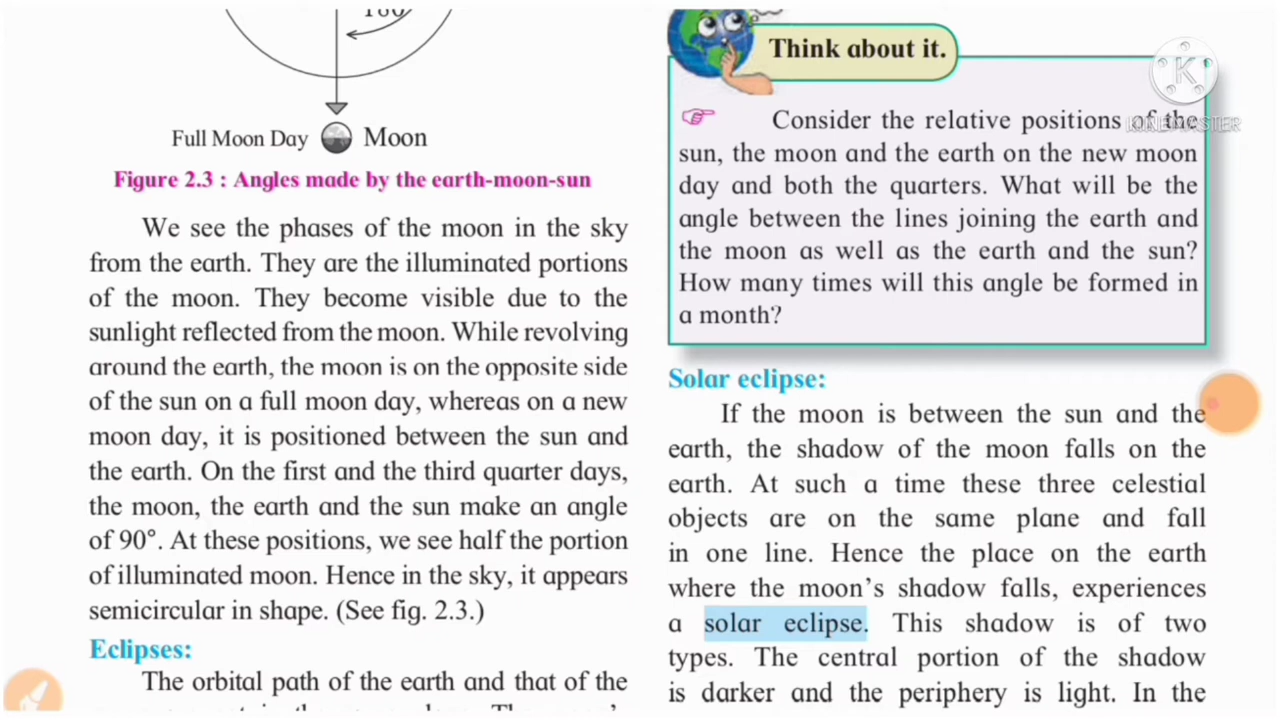 180
Full Moon Day Moon
Figure 2.3 : Angles made by the earth-moon-sun
We see the phases of the moon in the sky
from the earth. They are the illuminated portions
of the moon. They become visible due to the
sunlight reflected from the moon. While revolving
around the earth, the moon is on the opposite side
of the sun on a full moon day, whereas on a new
moon day, it is positioned between the sun and
the earth. On the first and the third quarter days,
the moon, the earth and the sun make an angle
of 90°. At these positions, we see half the portion
of illuminated moon. Hence in the sky, it appears
semicircular in shape. (See fig. 2.3.)
Eclipses:
The orbital path of the earth and that of the
Think about it.
K
KINEMASTER
☞ Consider the relative positions of the
sun, the moon and the earth on the new moon
day and both the quarters. What will be the
angle between the lines joining the earth and
the moon as well as the earth and the sun?
How many times will this angle be formed in
a month?
Solar eclipse:
If the moon is between the sun and the
earth, the shadow of the moon falls on the
earth. At such a time these three celestial
objects are on the same plane and fall
in one line. Hence the place on the earth
where the moon's shadow falls, experiences
a solar eclipse. This shadow is of two
types. The central portion of the shadow
is darker and the periphery is light. In the